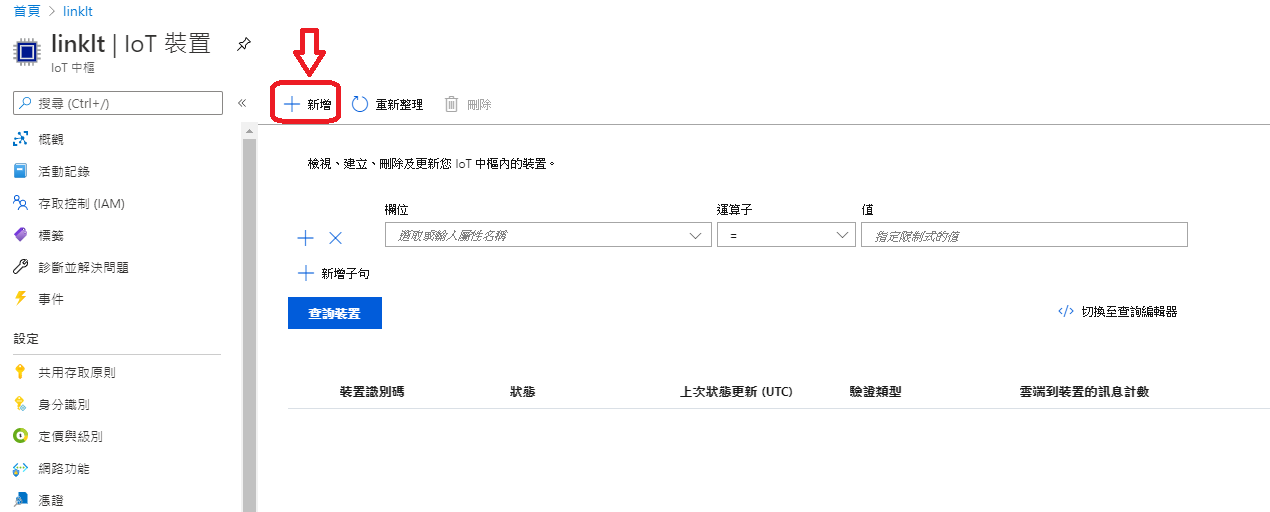 首頁 > linkIt
linkIt | IoT 裝置
IoT 中樞
搜尋 (Ctrl+/)
«
新增
重新整理
刪除
概觀
活動記錄
存取控制 (IAM)
標籤
診斷並解決問題
事件
設定
共用存取原則
身分識別
定價與級別
網路功能
憑證
檢視、建立、刪除及更新您 IoT 中樞內的裝置。
欄位
運算子
值
選取或輸入屬性名稱
=
指定限制式的值
新增子句
查詢裝置
</> 切換至查詢編輯器
裝置識別碼
狀態
上次狀態更新 (UTC)
驗證類型
雲端到裝置的訊息計數